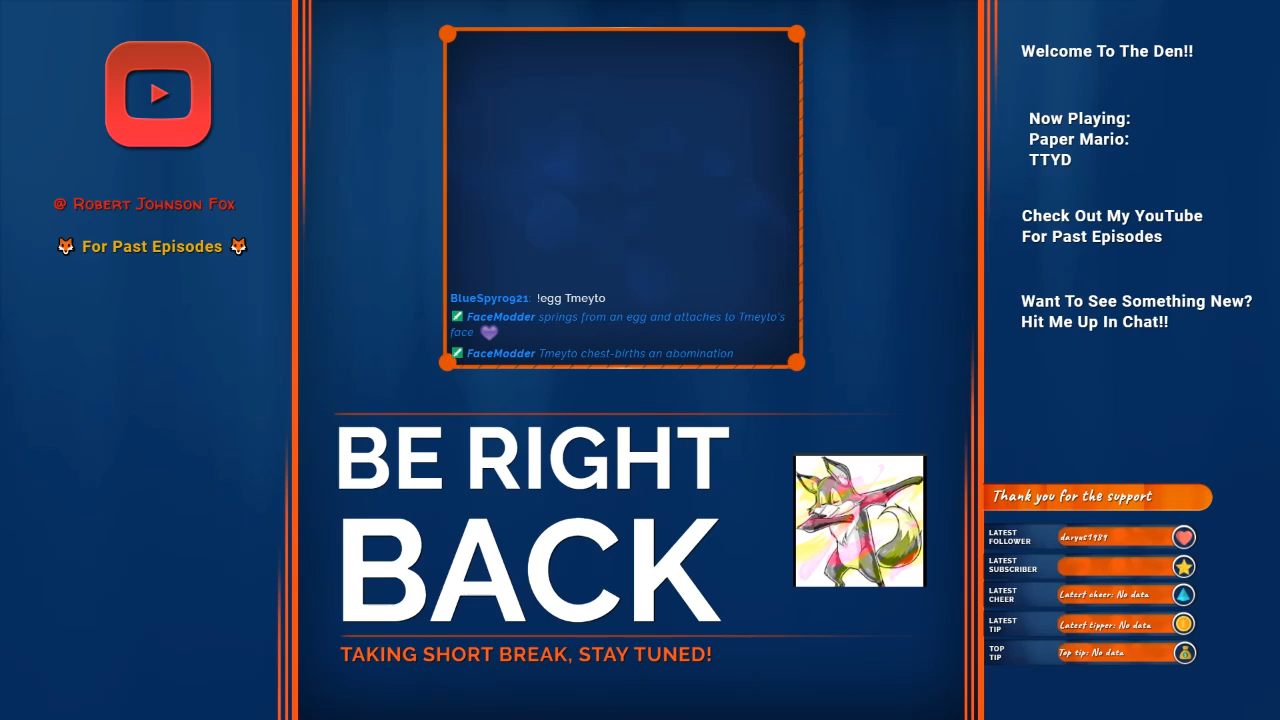 @ Robert Johnson Fox
For Past Episodes
BlueSpyro921: !egg Tmeyto
FaceModder springs from an egg and attaches to Tmeyto's
face
FaceModder Tmeyto chest-births an abomination
BE RIGHT
BACK
TAKING SHORT BREAK, STAY TUNED!
Welcome To The Den!!
Now Playing:
Paper Mario:
TTYD
Check Out My YouTube
For Past Episodes
Want To See Something New?
Hit Me Up In Chat!!
Thank you for the support
LATEST
FOLLOWER
daryus1989
LATEST
SUBSCRIBER
LATEST
CHEER
Latest cheer: No data
LATEST
TIP
Latest tipper: No data
TOP
TIP
Top tip: No data